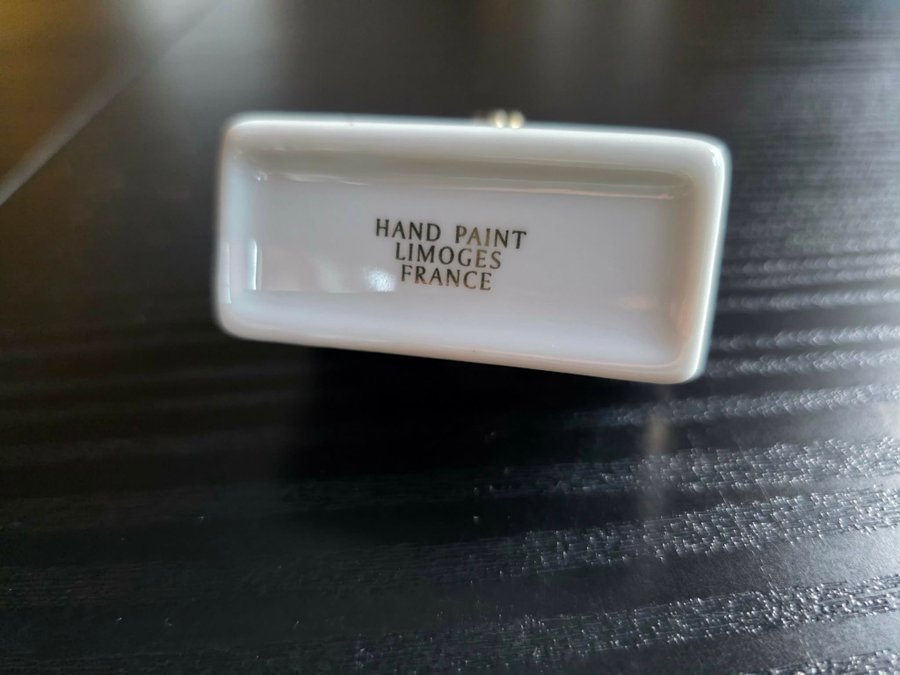 HAND PAINT
LIMOGES
FRANCE